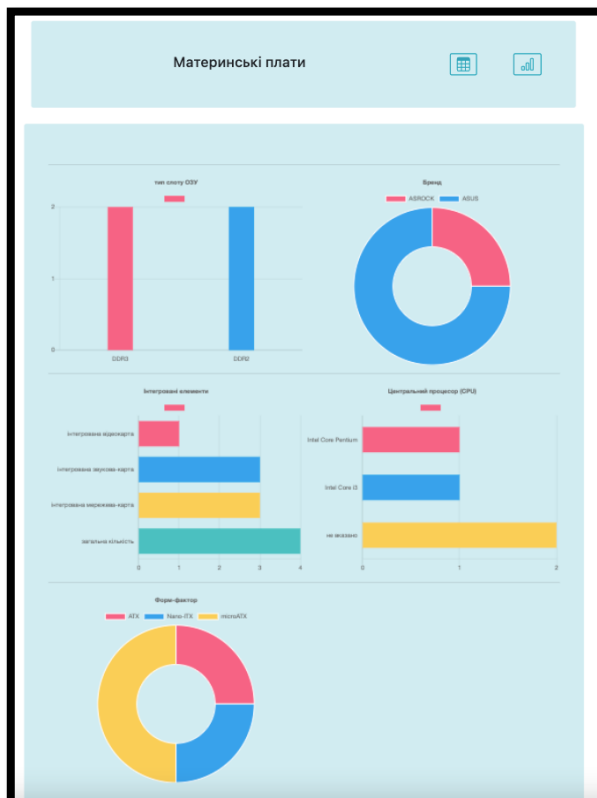 Материнські плати
тип слоту ОЗУ
2
1
0
DDR3 DDR2
Бренд
ASROCK ASUS
Інтегровані елементи
інтегрована відеокарта
інтегрована звукова-карта
інтегрована мережева-карта
загальна кількість
0 1 2 3 4
Центральний процесор (CPU)
Intel Core Pentium
Intel Core i3
не вказано
0 1 2
Форм-фактор
ATX Nano-ITX microATX